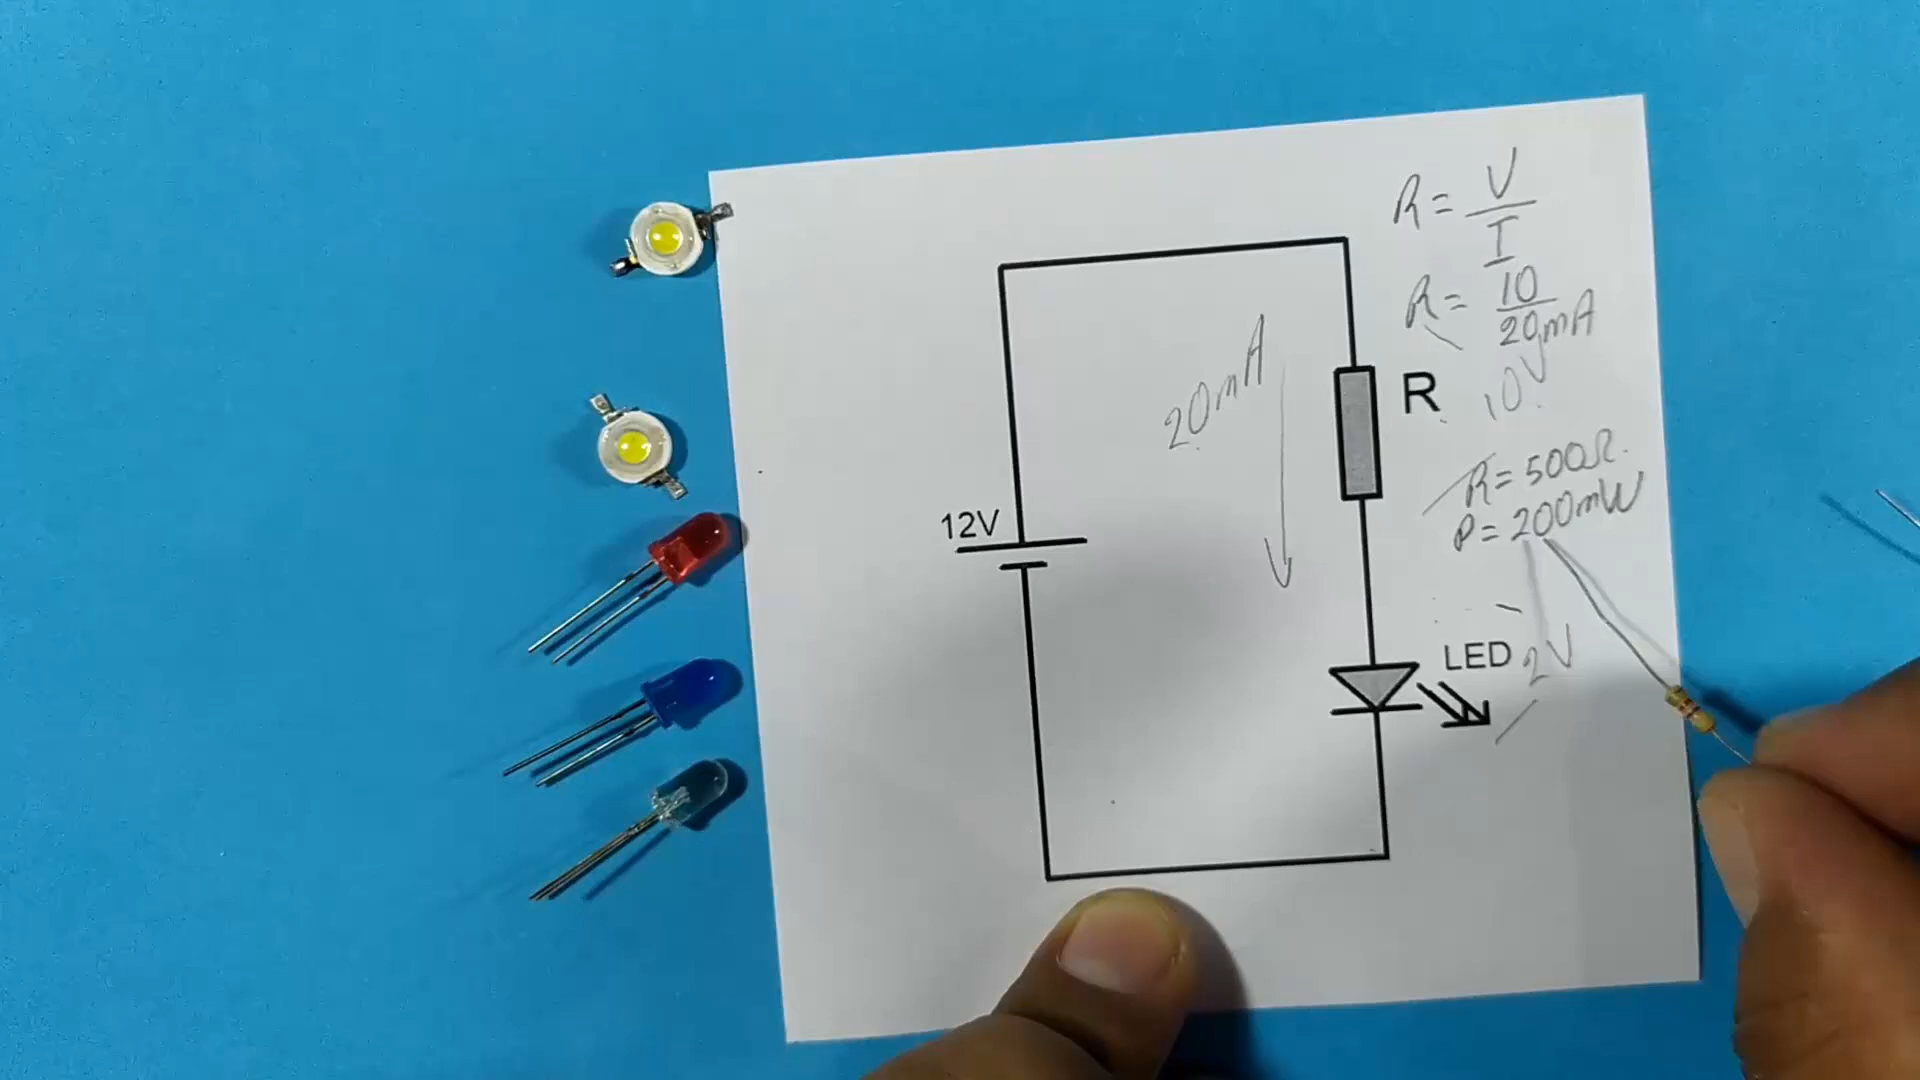 R = V / I
R = 10 / 20mA
20mA
R 10V
R = 500Ω.
P = 200mW
12V
LED 2V